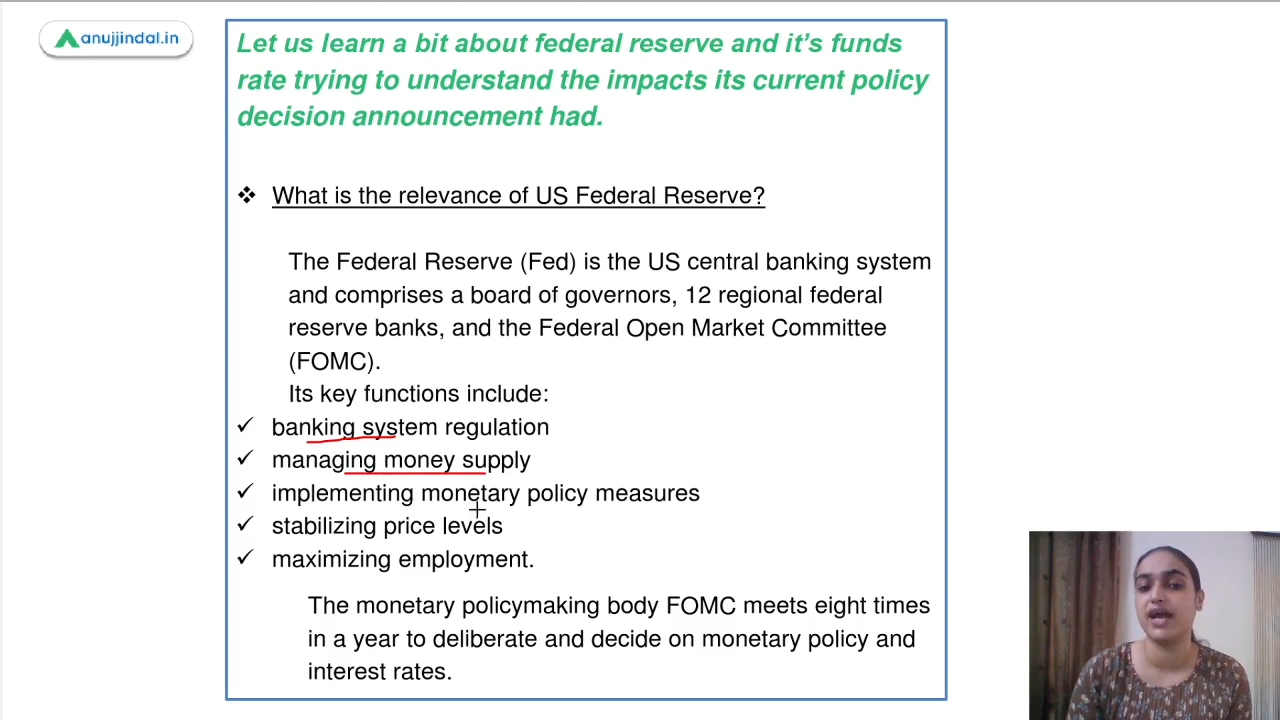 anujjindal.in
Let us learn a bit about federal reserve and it's funds
rate trying to understand the impacts its current policy
decision announcement had.
What is the relevance of US Federal Reserve?
The Federal Reserve (Fed) is the US central banking system
and comprises a board of governors, 12 regional federal
reserve banks, and the Federal Open Market Committee
(FOMC).
Its key functions include:
banking system regulation
managing money supply
implementing monetary policy measures
stabilizing price levels
maximizing employment.
The monetary policymaking body FOMC meets eight times
in a year to deliberate and decide on monetary policy and
interest rates.